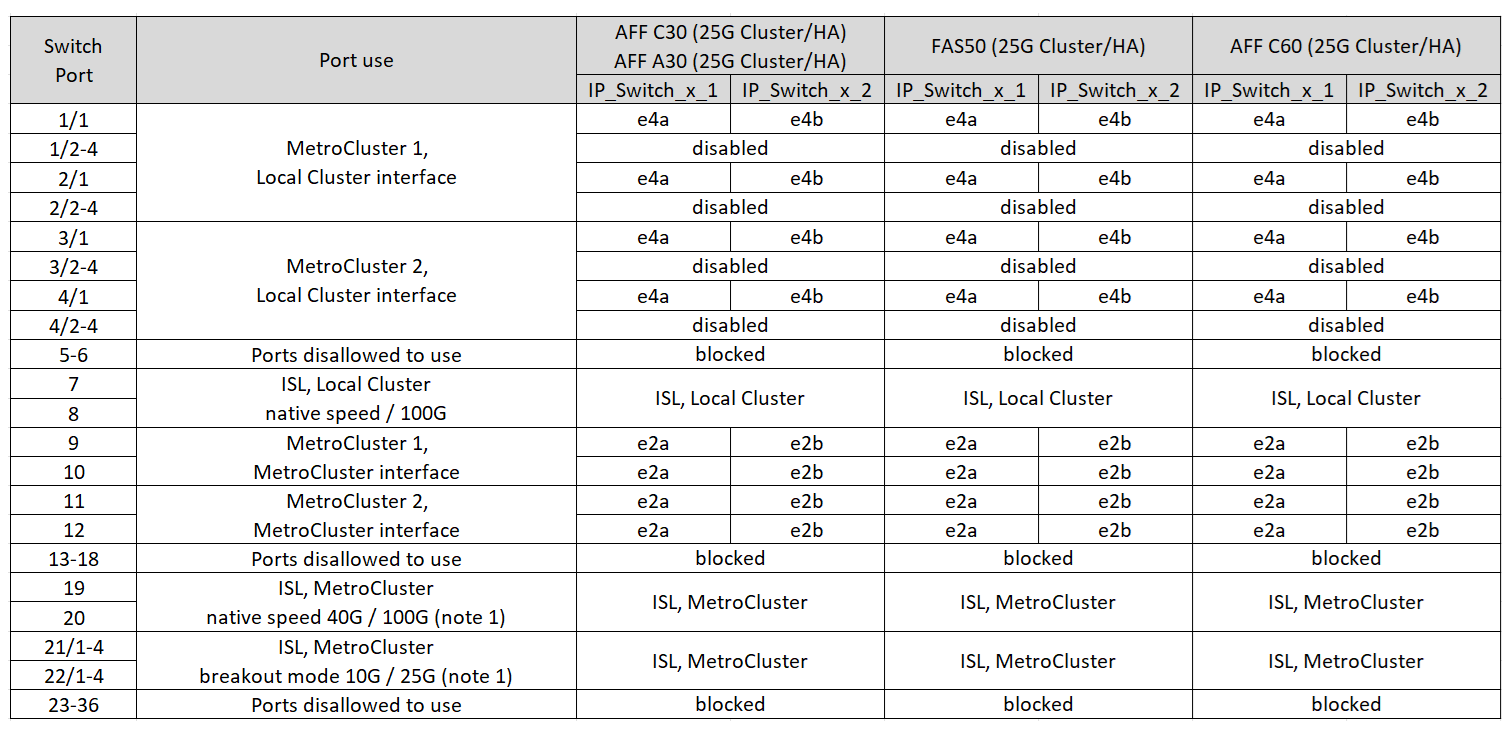 Switch Port Port use AFF C30 (25G Cluster/HA) AFF A30 (25G Cluster/HA) FAS50 (25G Cluster/HA) AFF C60 (25G Cluster/HA)
IP_Switch_x_1 IP_Switch_x_2 IP_Switch_x_1 IP_Switch_x_2 IP_Switch_x_1 IP_Switch_x_2
1/1 MetroCluster 1, Local Cluster interface e4a e4b e4a e4b e4a e4b
1/2-4 disabled disabled disabled
2/1 e4a e4b e4a e4b e4a e4b
2/2-4 disabled disabled disabled
3/1 MetroCluster 2, Local Cluster interface e4a e4b e4a e4b e4a e4b
3/2-4 disabled disabled disabled
4/1 e4a e4b e4a e4b e4a e4b
4/2-4 disabled disabled disabled
5-6 Ports disallowed to use blocked blocked blocked
7 ISL, Local Cluster ISL, Local Cluster ISL, Local Cluster ISL, Local Cluster
8 native speed / 100G
9 MetroCluster 1, e2a e2b e2a e2b e2a e2b
10 MetroCluster interface e2a e2b e2a e2b e2a e2b
11 MetroCluster 2, e2a e2b e2a e2b e2a e2b
12 MetroCluster interface e2a e2b e2a e2b e2a e2b
13-18 Ports disallowed to use blocked blocked blocked
19 ISL, MetroCluster ISL, MetroCluster ISL, MetroCluster ISL, MetroCluster
20 native speed 40G / 100G (note 1)
21/1-4 ISL, MetroCluster ISL, MetroCluster ISL, MetroCluster ISL, MetroCluster
22/1-4 breakout mode 10G / 25G (note 1)
23-36 Ports disallowed to use blocked blocked blocked